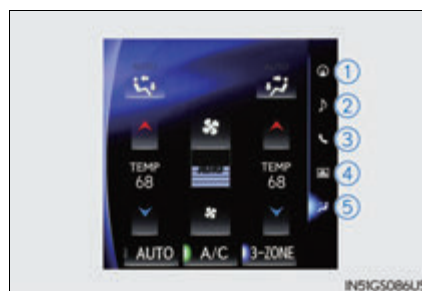 1
2
TEMP
68
TEMP
68
3
4
5
AUTO
A/C
3-ZONE
IN51GS086US